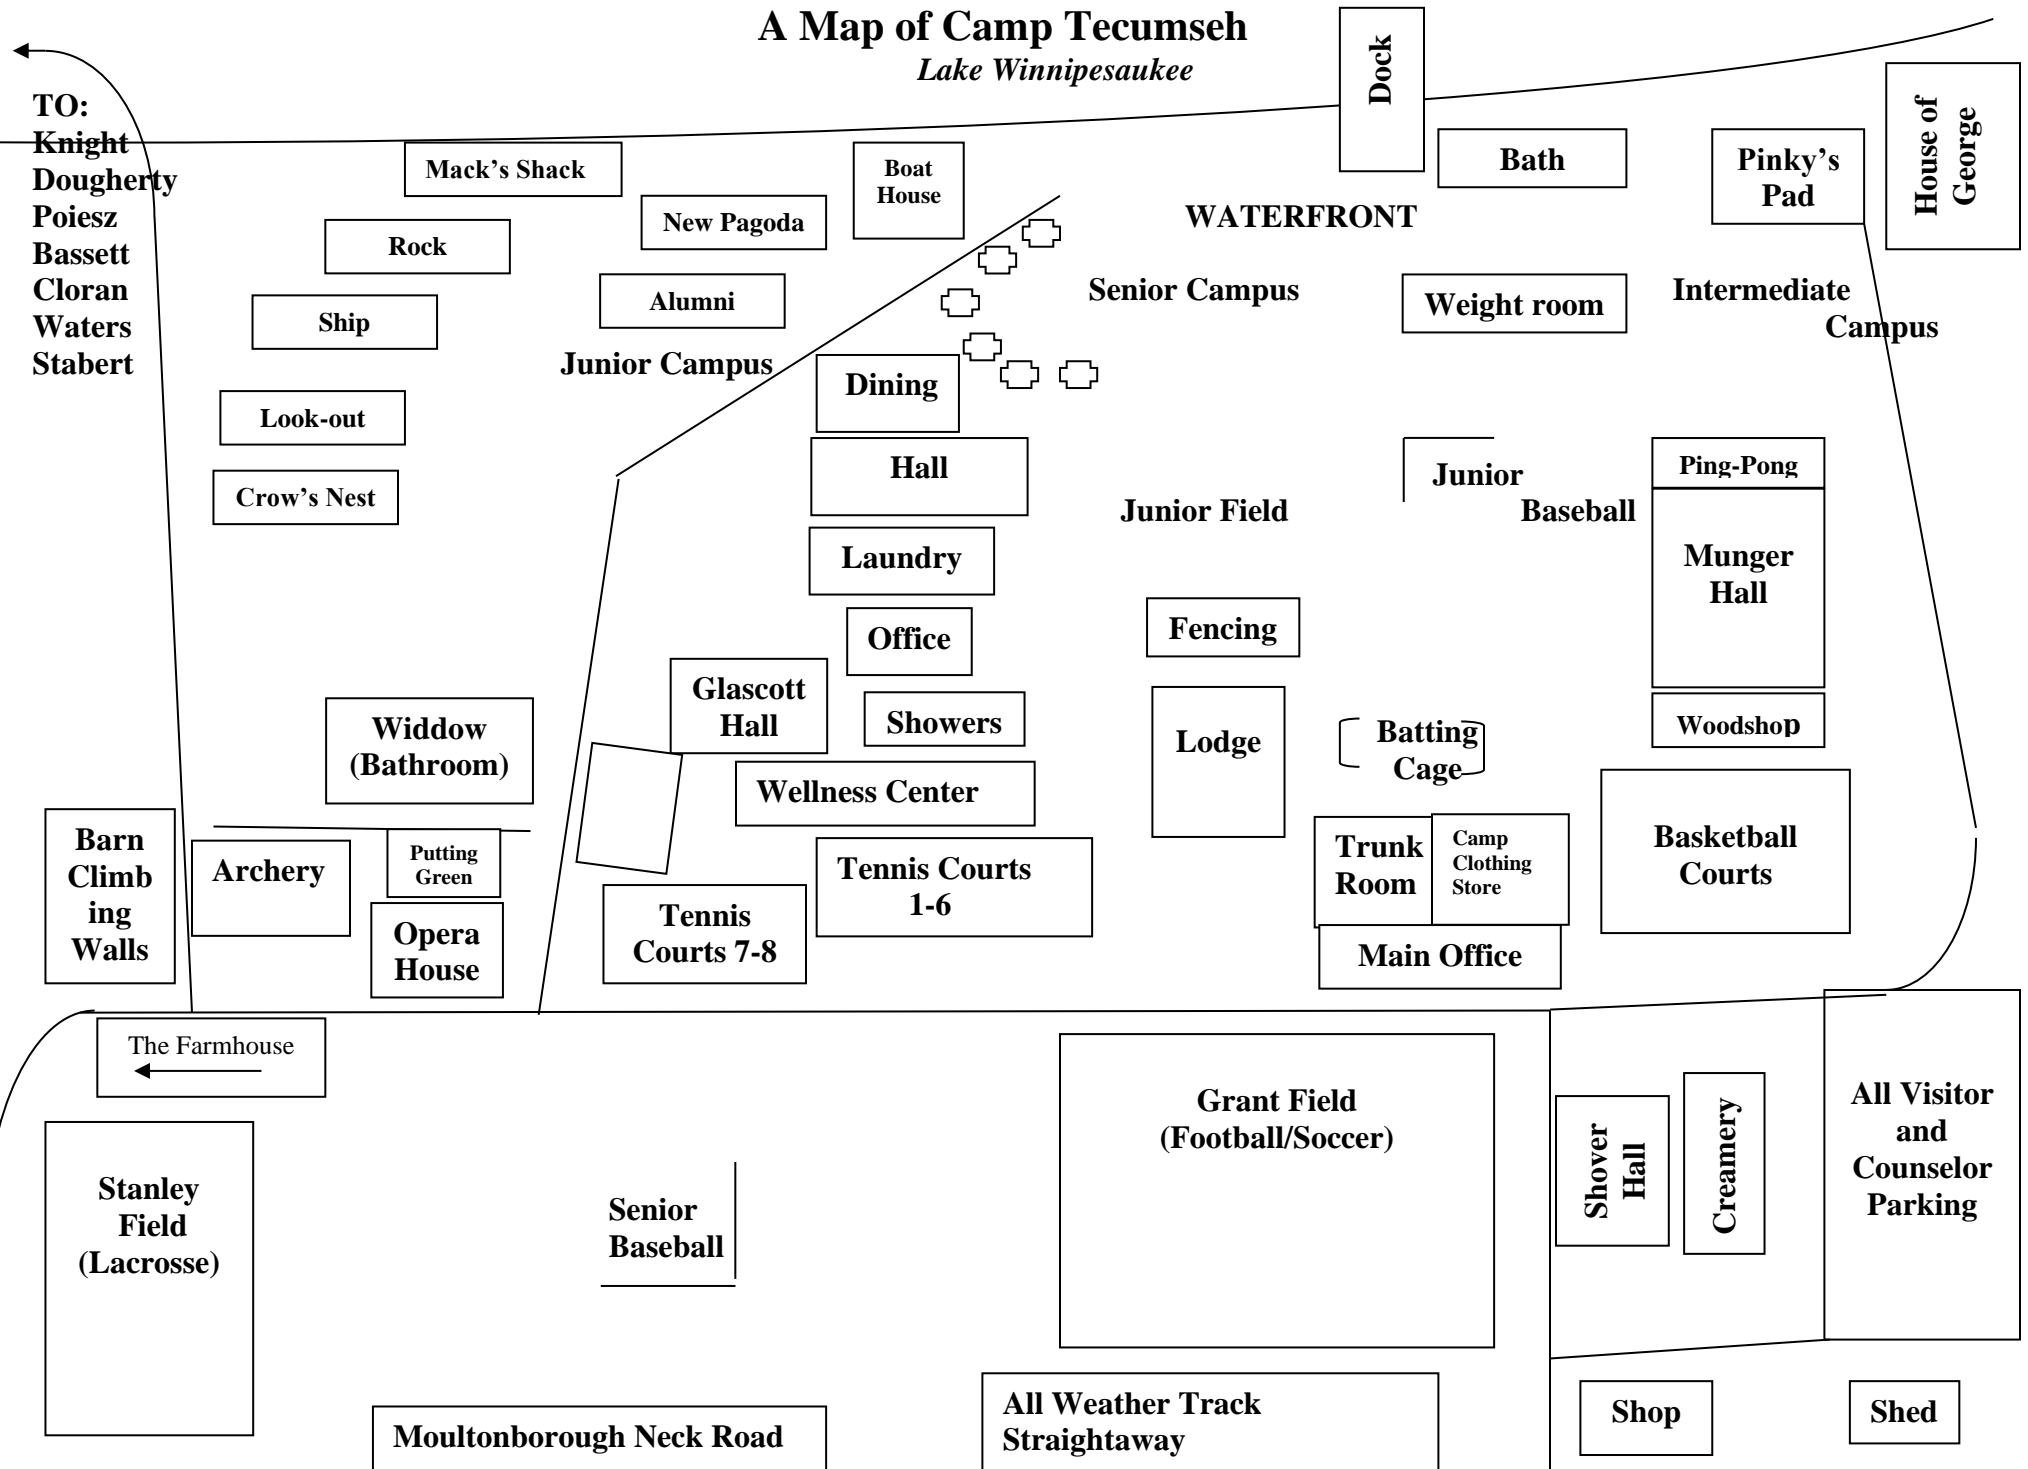 A Map of Camp Tecumseh
Lake Winnipesaukee
Dock
TO:
Knight
Dougherty
Poiesz
Bassett
Cloran
Waters
Stabert
Mack's Shack
Boat
House
Bath
Pinky's
Pad
House of
George
New Pagoda
WATERFRONT
Rock
Alumni
Senior Campus
Weight room
Intermediate
Campus
Ship
Junior Campus
Dining
Look-out
Hall
Junior
Baseball
Ping-Pong
Crow's Nest
Junior Field
Laundry
Munger
Hall
Office
Fencing
Glascott
Hall
Showers
Widdow
(Bathroom)
Lodge
Batting
Cage
Woodshop
Wellness Center
Barn
Climb
ing
Walls
Archery
Putting
Green
Tennis Courts
1-6
Trunk
Room
Camp
Clothing
Store
Basketball
Courts
Opera
House
Tennis
Courts 7-8
Main Office
The Farmhouse
Grant Field
(Football/Soccer)
Shover
Hall
Creamery
All Visitor
and
Counselor
Parking
Stanley
Field
(Lacrosse)
Senior
Baseball
Moultonborough Neck Road
All Weather Track
Straightaway
Shop
Shed